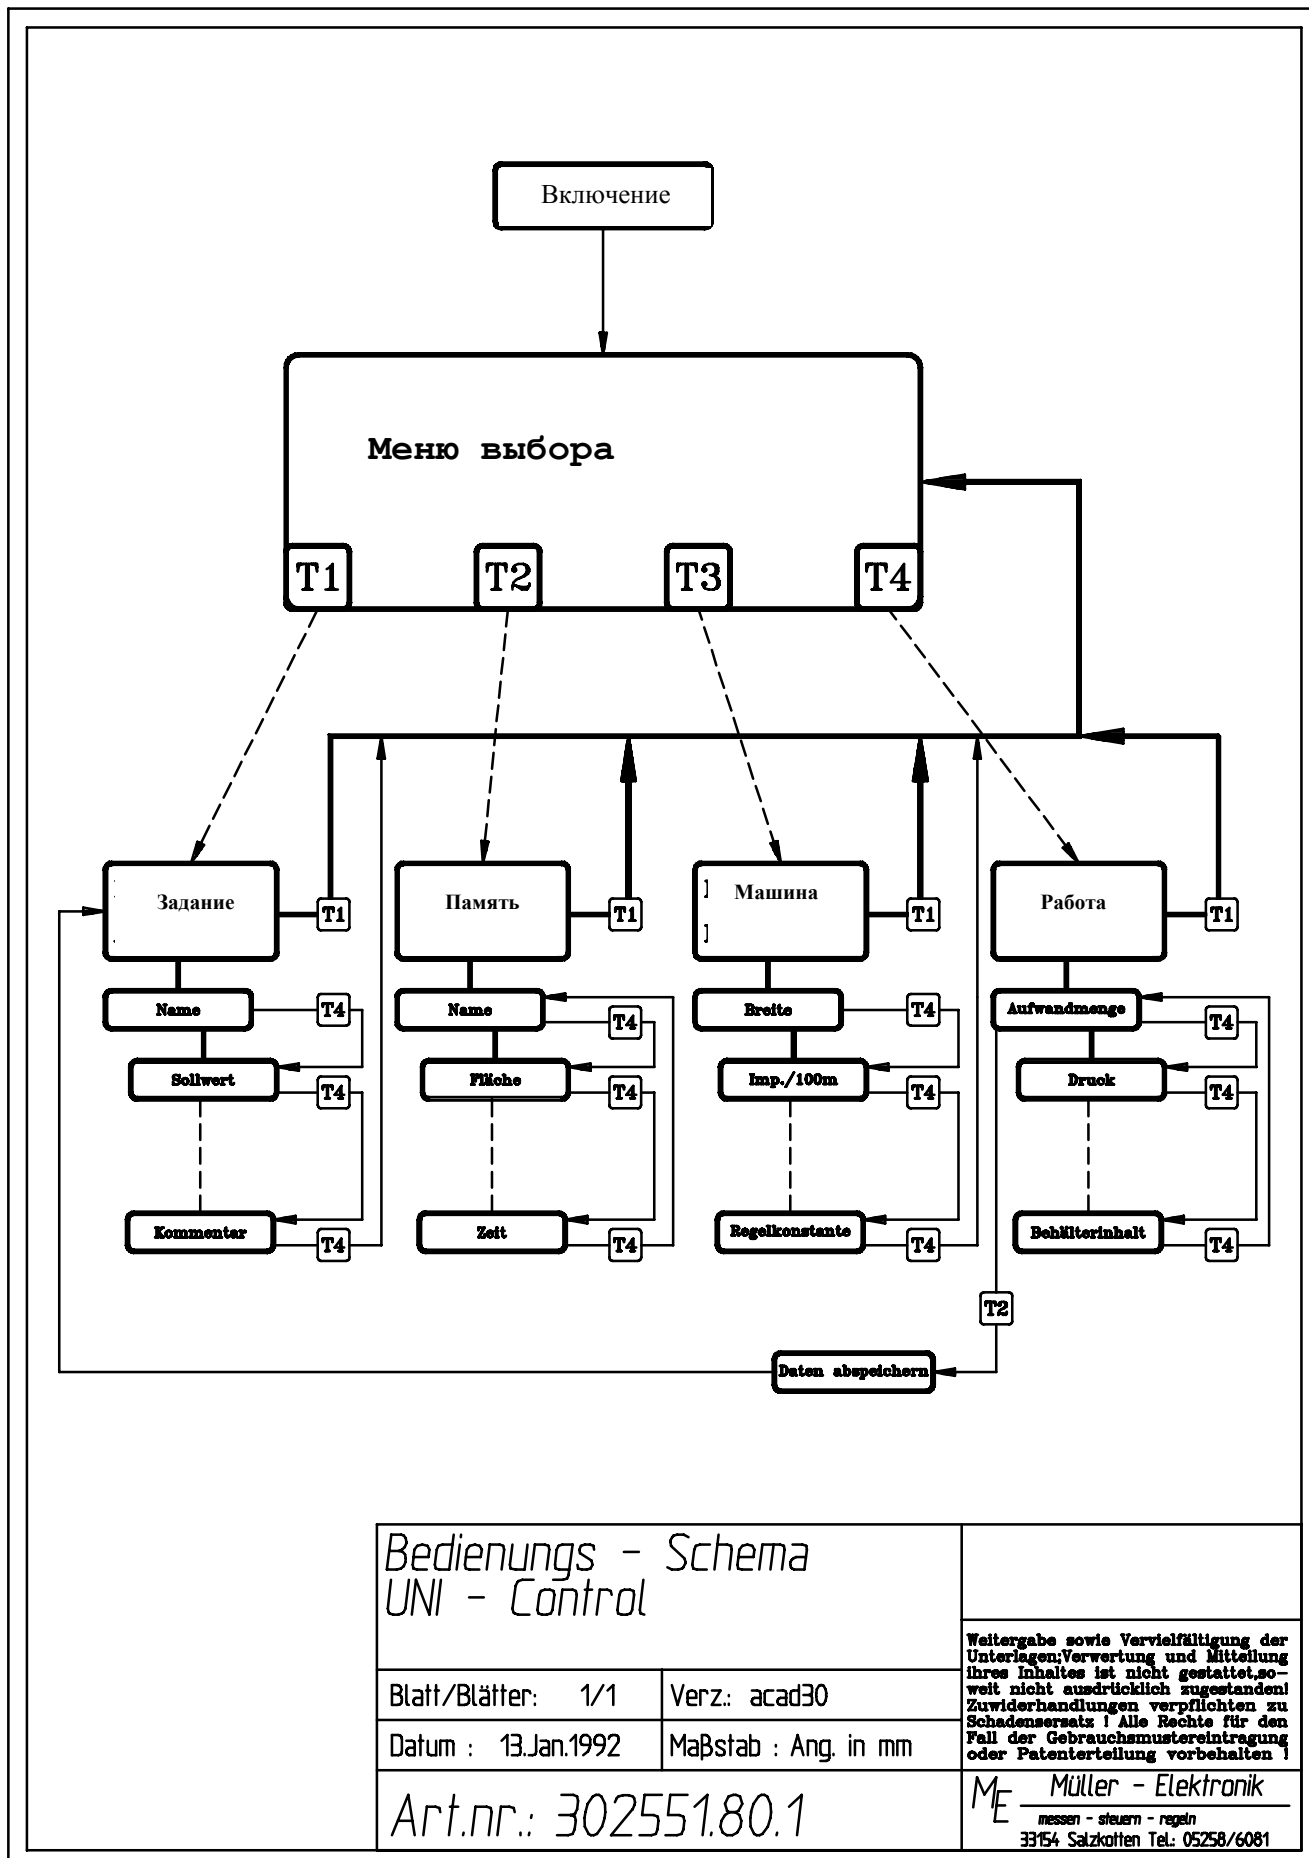 Включение
Меню выбора
T1 T2 T3 T4
Задание
T1
Память
T1
Машина
T1
Работа
T1
Name
T4
Name
T4
Breite
T4
Aufwandmenge
T4
Sollwert
T4
Fläche
T4
Imp./100m
T4
Druck
T4
Kommentar
T4
Zeit
T4
Regelkonstante
T4
Behälterinhalt
T4
T2
Daten abspeichern
Bedienungs - Schema
UNI - Control
Blatt/Blätter: 1/1
Verz.: acad30
Datum : 13.Jan.1992
Maßstab : Ang. in mm
Art.nr.: 302551.80.1
Weitergabe sowie Vervielfältigung der
Unterlagen;Verwertung und Mitteilung
ihres Inhaltes ist nicht gestattet,so-
weit nicht ausdrücklich zugestanden!
Zuwiderhandlungen verpflichten zu
Schadensersatz ! Alle Rechte für den
Fall der Gebrauchsmustereintragung
oder Patenterteilung vorbehalten !
ME Müller - Elektronik
messen - steuern - regeln
33154 Salzkotten Tel.: 05258/6081